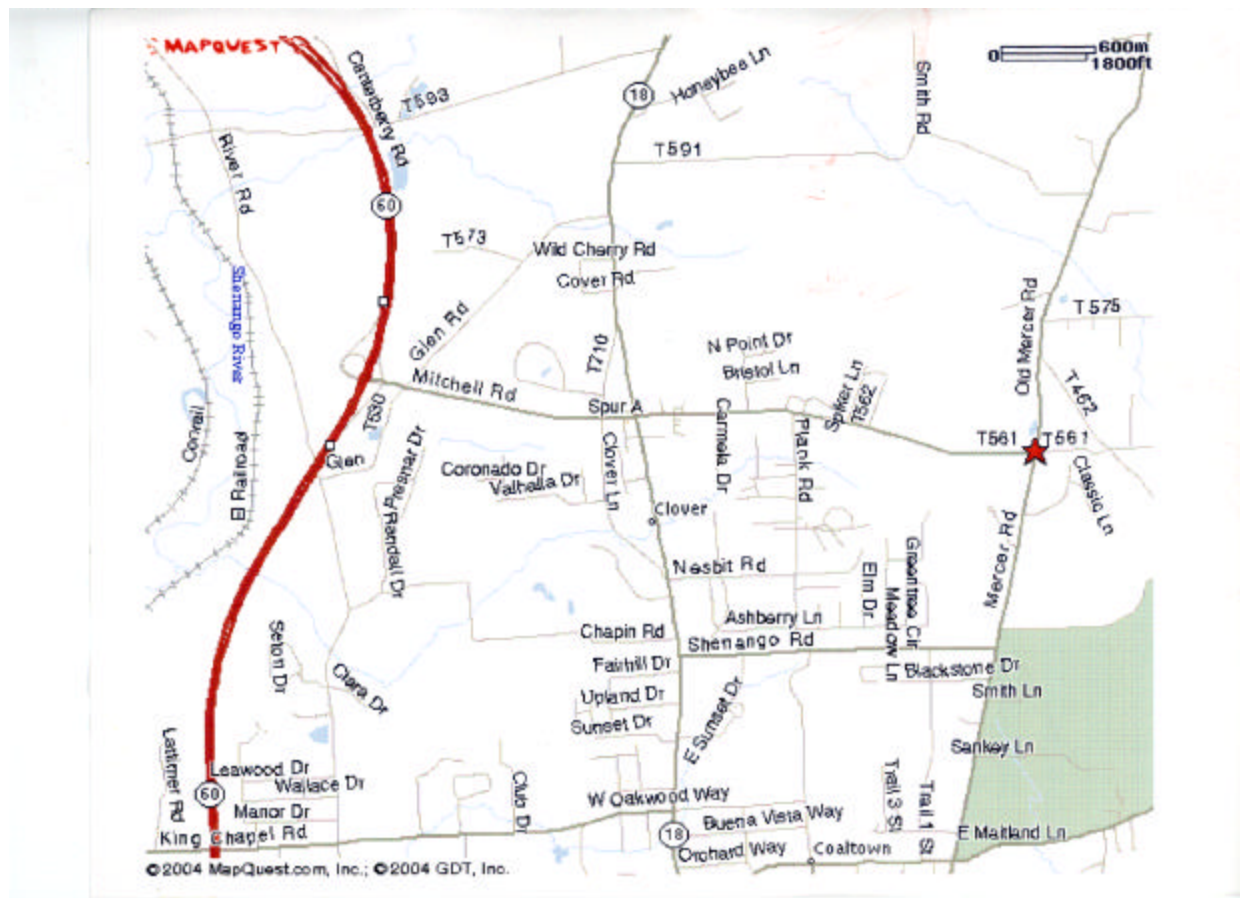 MAPQUEST
600m
0
1800ft
Canterberry Rd
T593
18
Honeybee Ln
Smith Rd
T591
River Rd
60
T573
Wild Cherry Rd
Cover Rd
Shenango River
Old Mercer Rd
T575
Glen Rd
T710
N Point Dr
Bristol Ln
Mitchell Rd
Spiker Ln
T562
T462
T530
Spur A
Carmela Dr
Plank Rd
T561
T561
Conrail
El Railroad
Glen
Fresnar Dr
Coronado Dr
Valhalla Dr
Clover Ln
Classic Ln
Clover
Randall Dr
Mercer Rd
Nesbit Rd
Elm Dr
Greentree Cir
Meadow Ln
Ashberry Ln
Chapin Rd
Shenango Rd
Fairhill Dr
Blackstone Dr
Clara Dr
Upland Dr
Smith Ln
Sunset Dr
E Sunset Dr
Sankey Ln
Lattimer Rd
Leawood Dr
Wallace Dr
Club Dr
Trail 3 St
Trail 1 St
60
Manor Dr
W Oakwood Way
Buena Vista Way
King Chapel Rd
18
E Maitland Ln
Orchard Way
Coaltown
©2004 MapQuest.com, Inc.; ©2004 GDT, Inc.